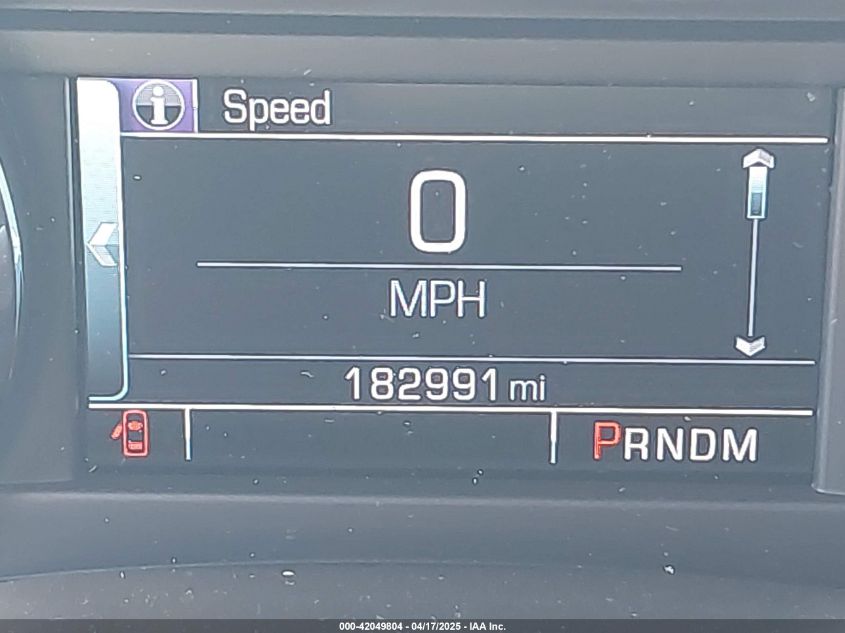 Speed
0
MPH
182991 mi
PRNDM
000-42049804 - 04/17/2025 - IAA Inc.